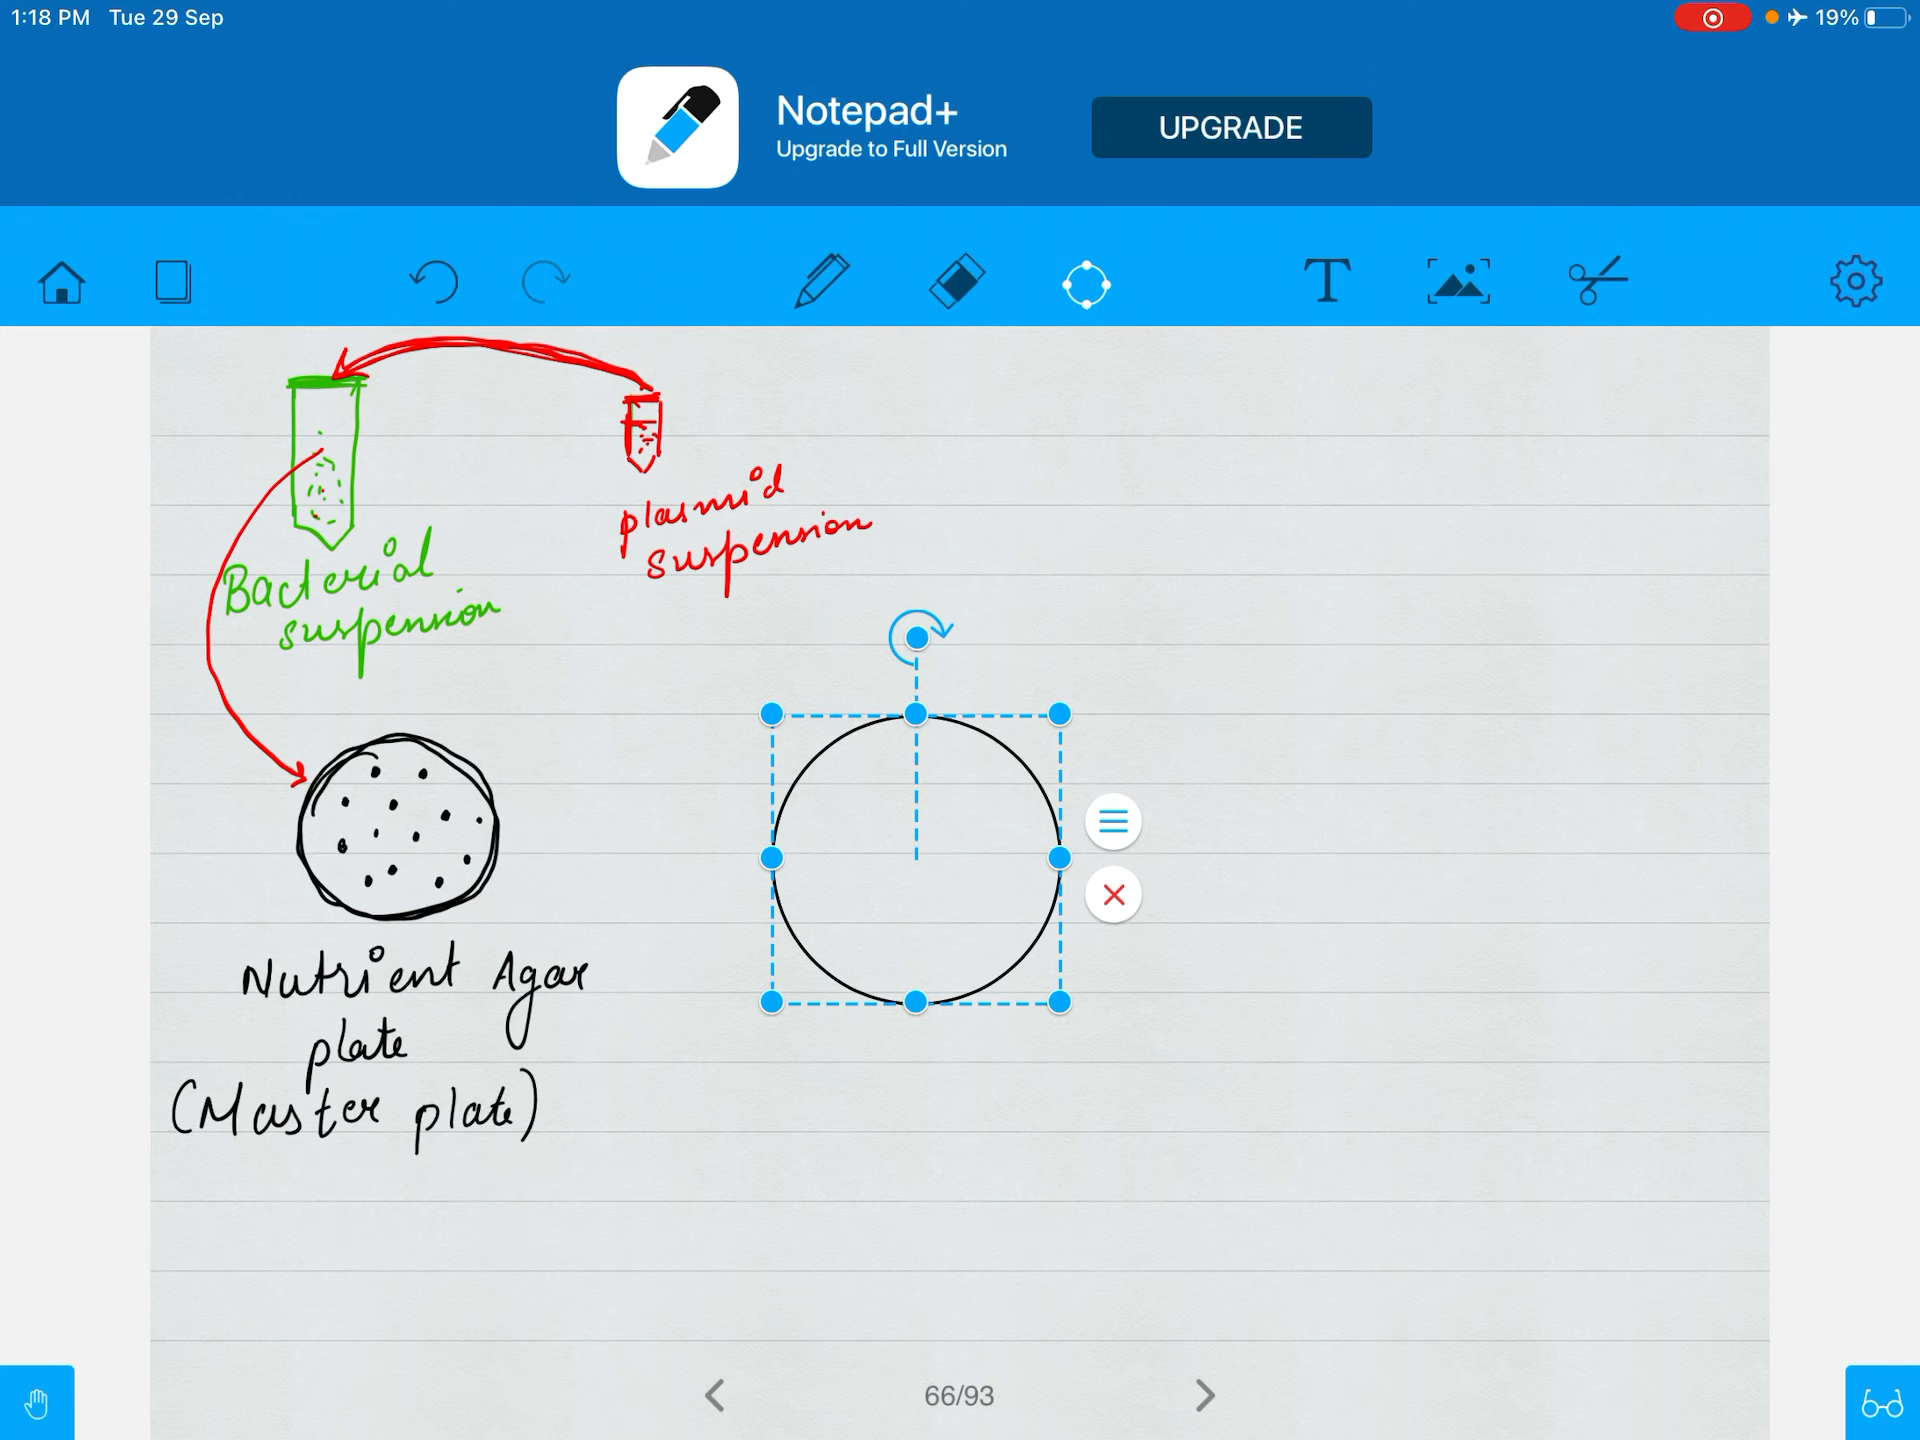 1:18 PM Tue 29 Sep
19%
Notepad+
Upgrade to Full Version
UPGRADE
T
plasmid
suspension
Bacterial
suspension
Nutrient Agar
plate
(Master plate)
66/93